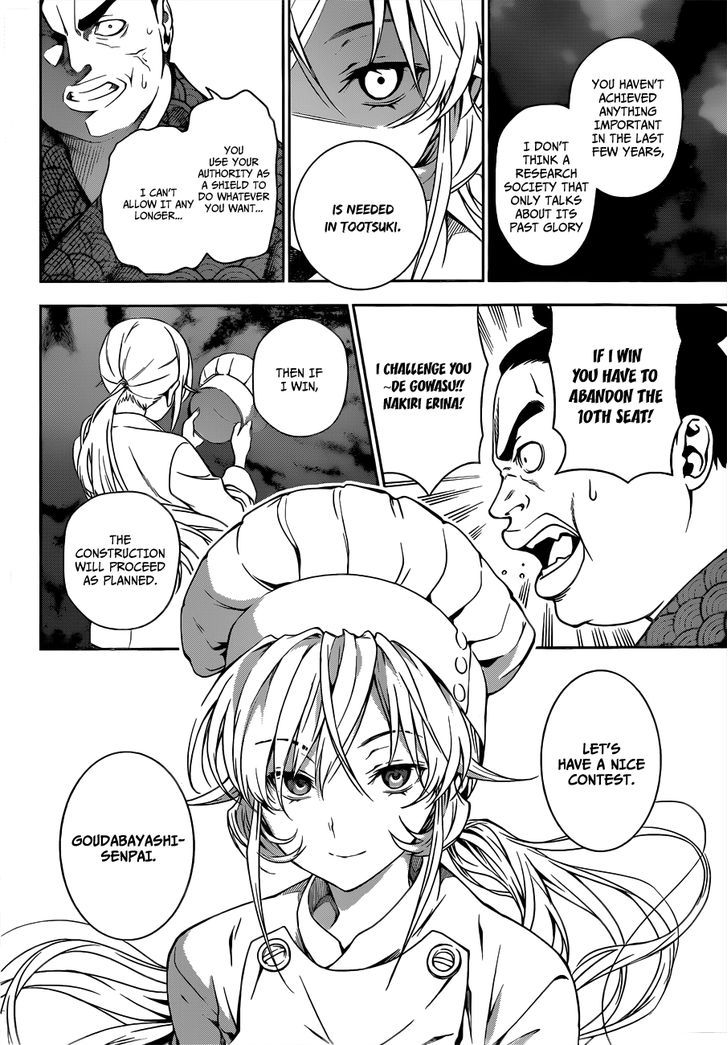 YOU HAVEN'T
ACHIEVED
ANYTHING
IMPORTANT
IN THE LAST
FEW YEARS,
I DON'T
THINK A
RESEARCH
SOCIETY THAT
ONLY TALKS
ABOUT ITS
PAST GLORY
IS NEEDED
IN TOOTSUKI.
YOU
USE YOUR
AUTHORITY AS
A SHIELD TO
DO WHATEVER
YOU WANT...
I CAN'T
ALLOW IT ANY
LONGER...
IF I WIN
YOU HAVE TO
ABANDON THE
10TH SEAT!
I CHALLENGE YOU
~DE GOWASU!!
NAKIRI ERINA!
THEN IF
I WIN,
THE
CONSTRUCTION
WILL PROCEED
AS PLANNED.
LET'S
HAVE A NICE
CONTEST.
GOUDABAYASHI-
SENPAI.